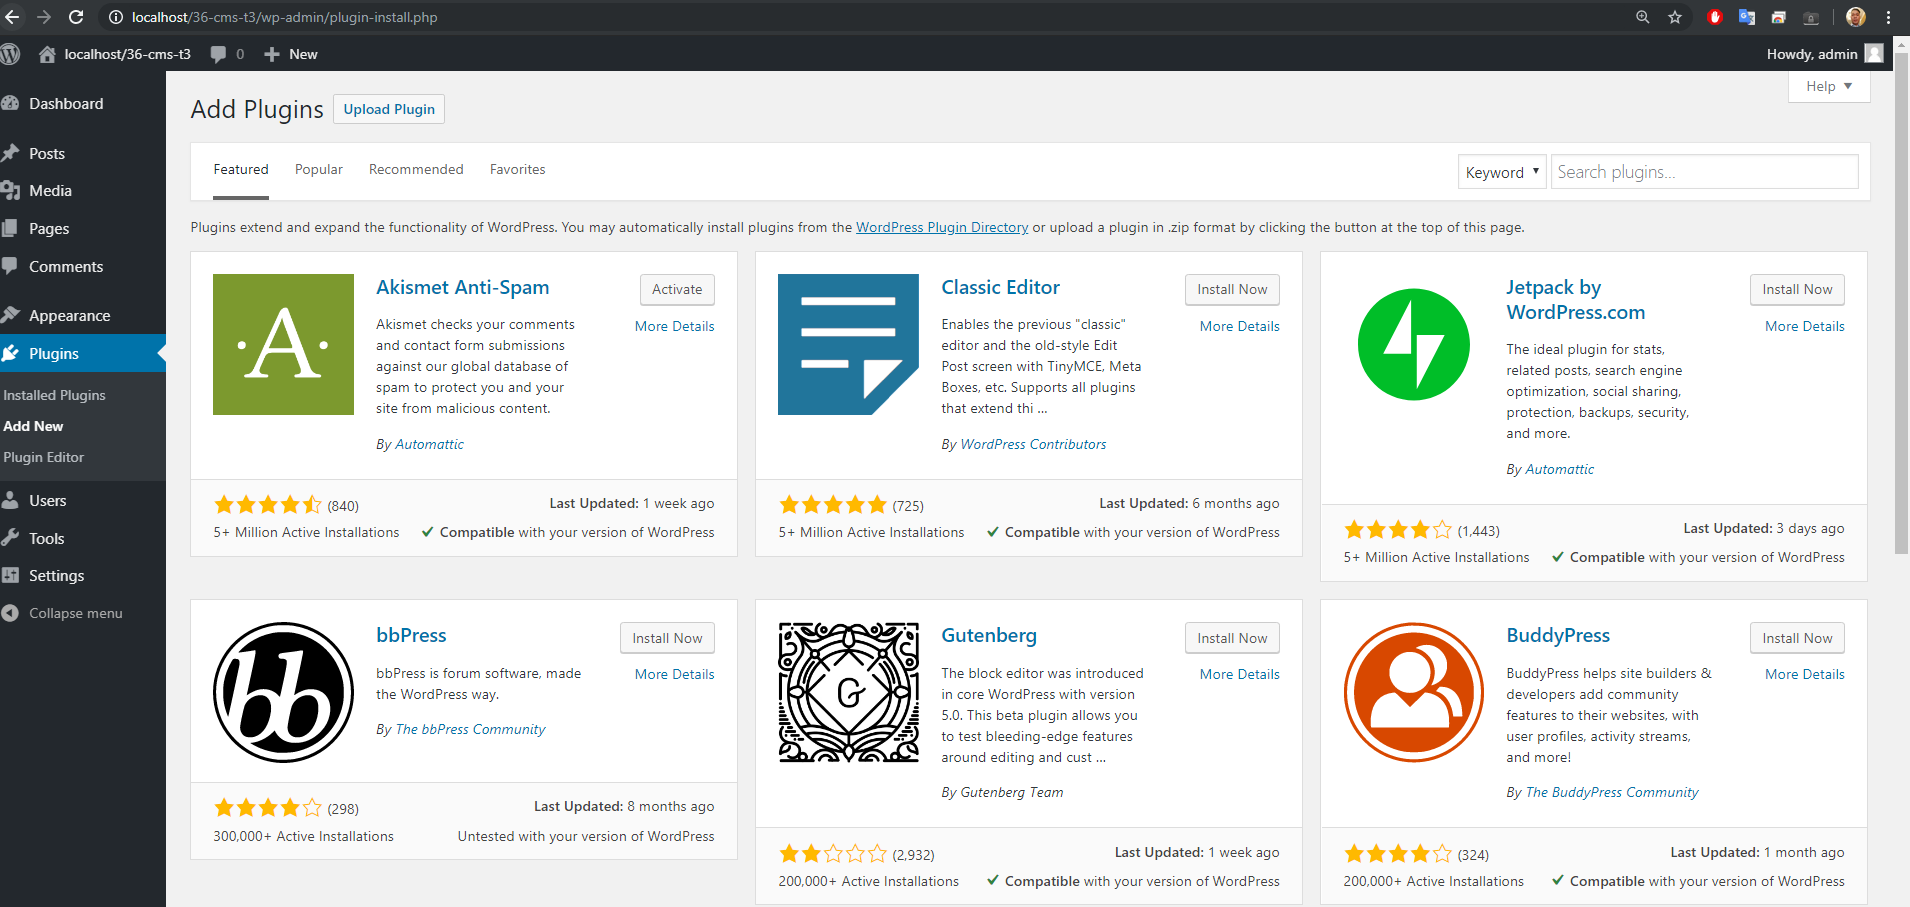 localhost/36-cms-t3/wp-admin/plugin-install.php
localhost/36-cms-t3
0
New
Howdy, admin
Dashboard
Posts
Media
Pages
Comments
Appearance
Plugins
Installed Plugins
Add New
Plugin Editor
Users
Tools
Settings
Collapse menu
Help
Add Plugins
Upload Plugin
Featured Popular Recommended Favorites
Keyword
Search plugins...
Plugins extend and expand the functionality of WordPress. You may automatically install plugins from the WordPress Plugin Directory or upload a plugin in .zip format by clicking the button at the top of this page.
A
Akismet Anti-Spam
Activate
More Details
Akismet checks your comments
and contact form submissions
against our global database of
spam to protect you and your
site from malicious content.
By Automattic
(840)
Last Updated: 1 week ago
5+ Million Active Installations
Compatible with your version of WordPress
Classic Editor
Install Now
More Details
Enables the previous "classic"
editor and the old-style Edit
Post screen with TinyMCE, Meta
Boxes, etc. Supports all plugins
that extend thi ...
By WordPress Contributors
(725)
Last Updated: 6 months ago
5+ Million Active Installations
Compatible with your version of WordPress
Jetpack by
WordPress.com
Install Now
More Details
The ideal plugin for stats,
related posts, search engine
optimization, social sharing,
protection, backups, security,
and more.
By Automattic
(1,443)
Last Updated: 3 days ago
5+ Million Active Installations
Compatible with your version of WordPress
bb
bbPress
Install Now
More Details
bbPress is forum software, made
the WordPress way.
By The bbPress Community
(298)
Last Updated: 8 months ago
300,000+ Active Installations
Untested with your version of WordPress
G
Gutenberg
Install Now
More Details
The block editor was introduced
in core WordPress with version
5.0. This beta plugin allows you
to test bleeding-edge features
around editing and cust ...
By Gutenberg Team
(2,932)
Last Updated: 1 week ago
200,000+ Active Installations
Compatible with your version of WordPress
BuddyPress
Install Now
More Details
BuddyPress helps site builders &
developers add community
features to their websites, with
user profiles, activity streams,
and more!
By The BuddyPress Community
(324)
Last Updated: 1 month ago
200,000+ Active Installations
Compatible with your version of WordPress